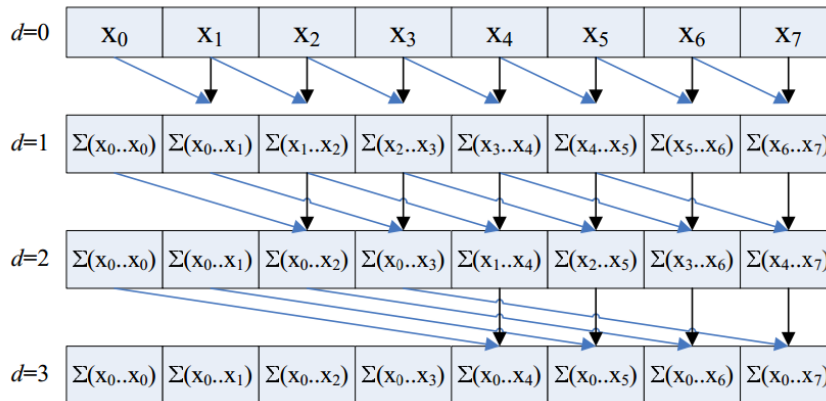 d=0 x₀ x₁ x₂ x₃ x₄ x₅ x₆ x₇
d=1 Σ(x₀..x₀) Σ(x₀..x₁) Σ(x₁..x₂) Σ(x₂..x₃) Σ(x₃..x₄) Σ(x₄..x₅) Σ(x₅..x₆) Σ(x₆..x₇)
d=2 Σ(x₀..x₀) Σ(x₀..x₁) Σ(x₀..x₂) Σ(x₀..x₃) Σ(x₁..x₄) Σ(x₂..x₅) Σ(x₃..x₆) Σ(x₄..x₇)
d=3 Σ(x₀..x₀) Σ(x₀..x₁) Σ(x₀..x₂) Σ(x₀..x₃) Σ(x₀..x₄) Σ(x₀..x₅) Σ(x₀..x₆) Σ(x₀..x₇)